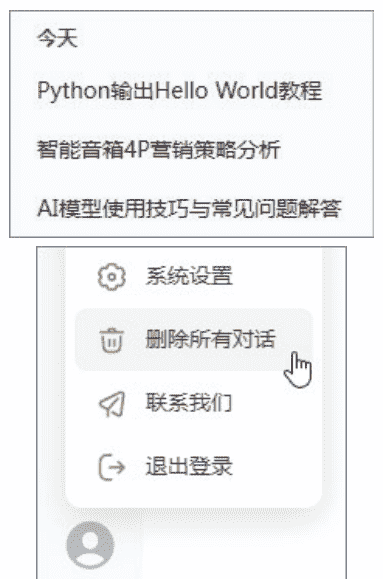 今天
Python输出Hello World教程
智能音箱4P营销策略分析
AI模型使用技巧与常见问题解答
系统设置
删除所有对话
联系我们
退出登录